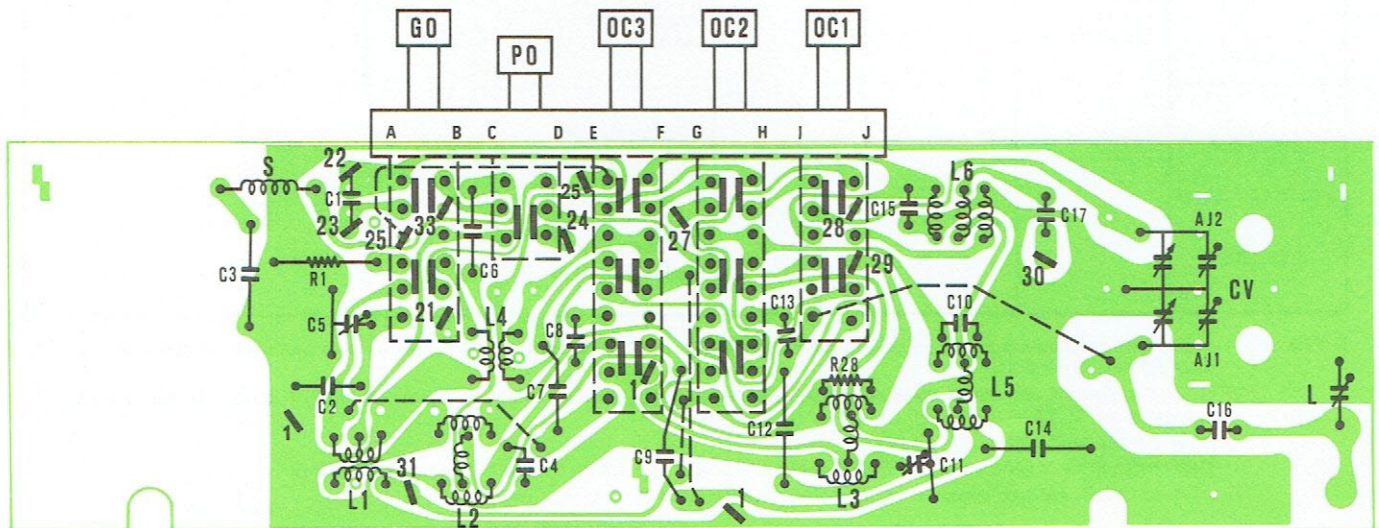 GO
PO
OC3
OC2
OC1
A B C D E F G H I J
22
S
C1
33
25
L6
C15
C17
23
25
24
27
28
AJ2
R1
C6
29
30
C3
CV
C5
21
L4
C8
C13
C10
AJ1
C2
C7
1
R28
L5
L
1
C12
C16
C4
C9
C11
C14
31
L1
L2
1
L3